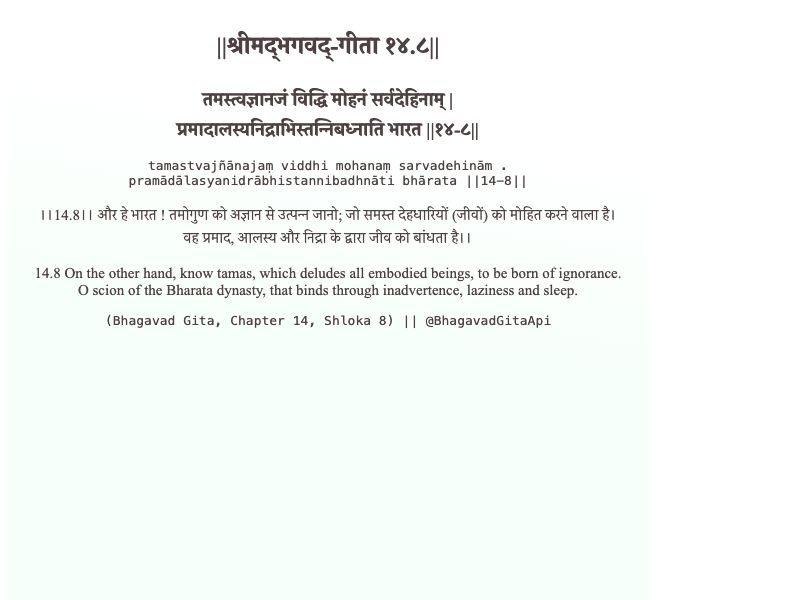 ||श्रीमद्‍भगवद्‍-गीता १४.८||
तमस्त्वज्ञानजं विद्धि मोहनं सर्वदेहिनाम् |
प्रमादालस्यनिद्राभिस्तन्निबध्नाति भारत ||१४-८||
tamastvajñānajaṃ viddhi mohanaṃ sarvadehinām .
pramādālasyanidrābhistannibadhnāti bhārata ||14-8||
।।14.8।। और हे भारत ! तमोगुण को अज्ञान से उत्पन्न जानो; जो समस्त देहधारियों (जीवों) को मोहित करने वाला है।
वह प्रमाद, आलस्य और निद्रा के द्वारा जीव को बांधता है।।
14.8 On the other hand, know tamas, which deludes all embodied beings, to be born of ignorance.
O scion of the Bharata dynasty, that binds through inadvertence, laziness and sleep.
(Bhagavad Gita, Chapter 14, Shloka 8) || @BhagavadGitaApi